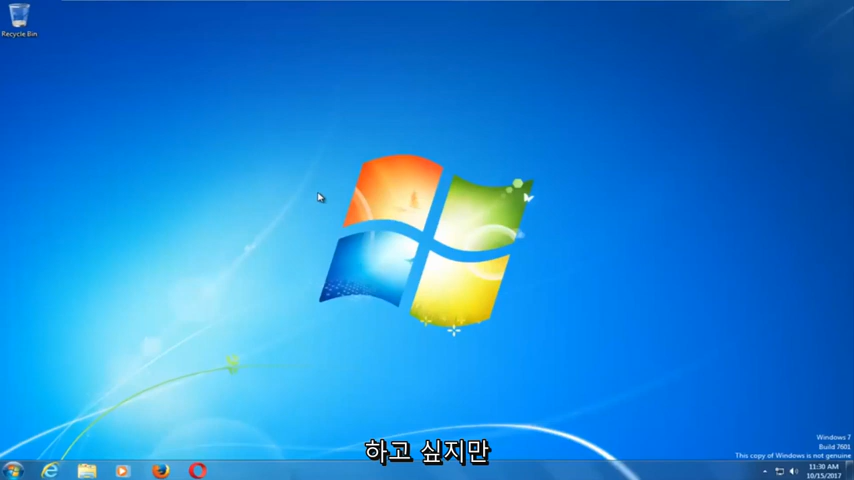 Recycle Bin
하고 싶지만
Windows 7
Build 7601
This copy of Windows is not genuine
11:30 AM
10/15/2017